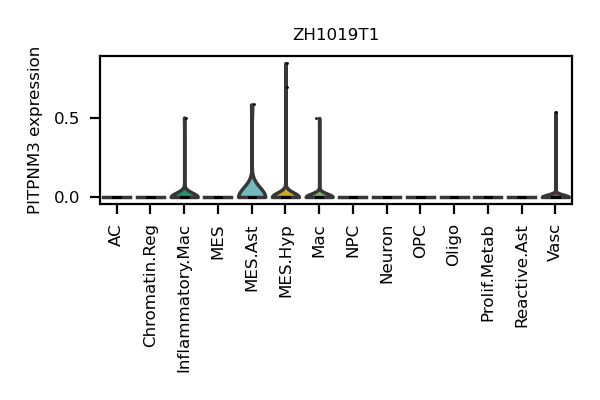 ZH1019T1
PITPNM3 expression
0.5
0.0
AC
Chromatin.Reg
Inflammatory.Mac
MES
MES.Ast
MES.Hyp
Mac
NPC
Neuron
OPC
Oligo
Prolif.Metab
Reactive.Ast
Vasc